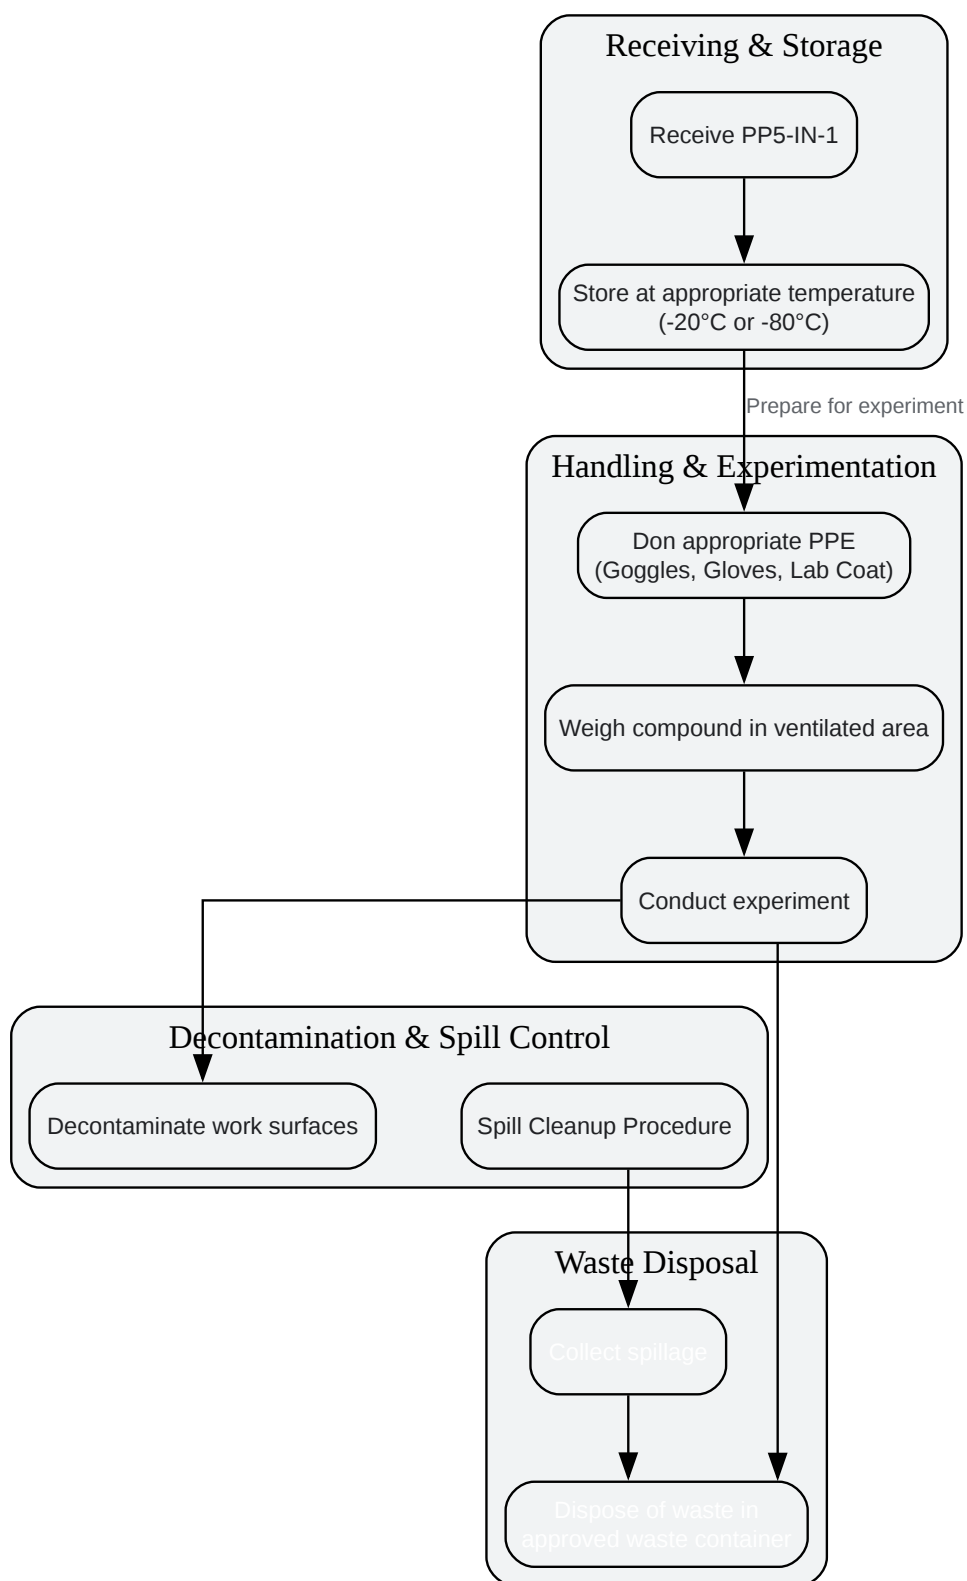 Receiving & Storage
Receive PP5-IN-1
Store at appropriate temperature
(-20°C or -80°C)
Prepare for experiment
Handling & Experimentation
Don appropriate PPE
(Goggles, Gloves, Lab Coat)
Weigh compound in ventilated area
Conduct experiment
Decontamination & Spill Control
Decontaminate work surfaces
Spill Cleanup Procedure
Waste Disposal
Collect spillage
Dispose of waste in
approved waste container